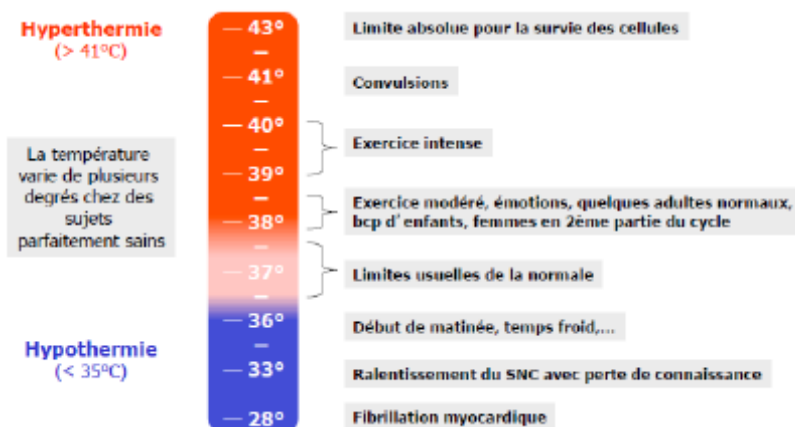 Hyperthermie
(> 41°C)
43°
Limite absolue pour la survie des cellules
41°
Convulsions
40°
Exercice intense
39°
La température
varie de plusieurs
degrés chez des
sujets
parfaitement sains
Exercice modéré, émotions, quelques adultes normaux,
bcp d'enfants, femmes en 2ème partie du cycle
38°
37°
Limites usuelles de la normale
36°
Début de matinée, temps froid,...
Hypothermie
(< 35°C)
33°
Ralentissement du SNC avec perte de connaissance
28°
Fibrillation myocardique